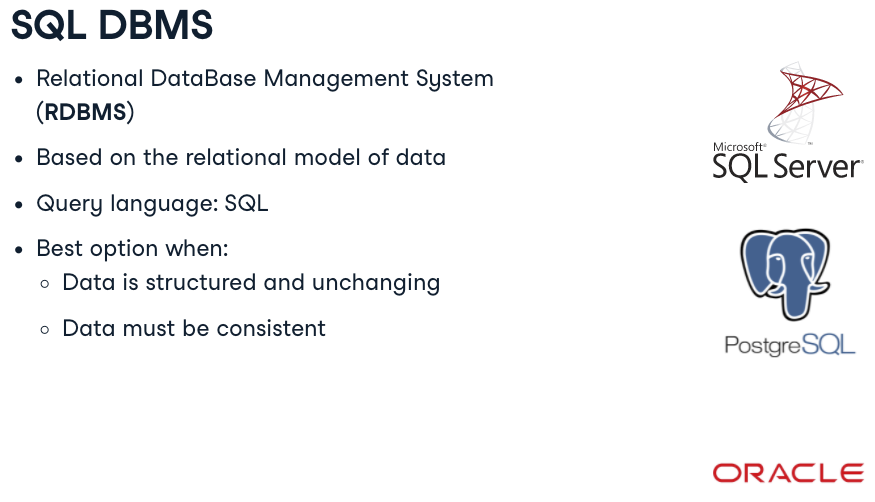 SQL DBMS
• Relational DataBase Management System
(RDBMS)
• Based on the relational model of data
• Query language: SQL
• Best option when:
○ Data is structured and unchanging
○ Data must be consistent
Microsoft®
SQL Server®
PostgreSQL
ORACLE